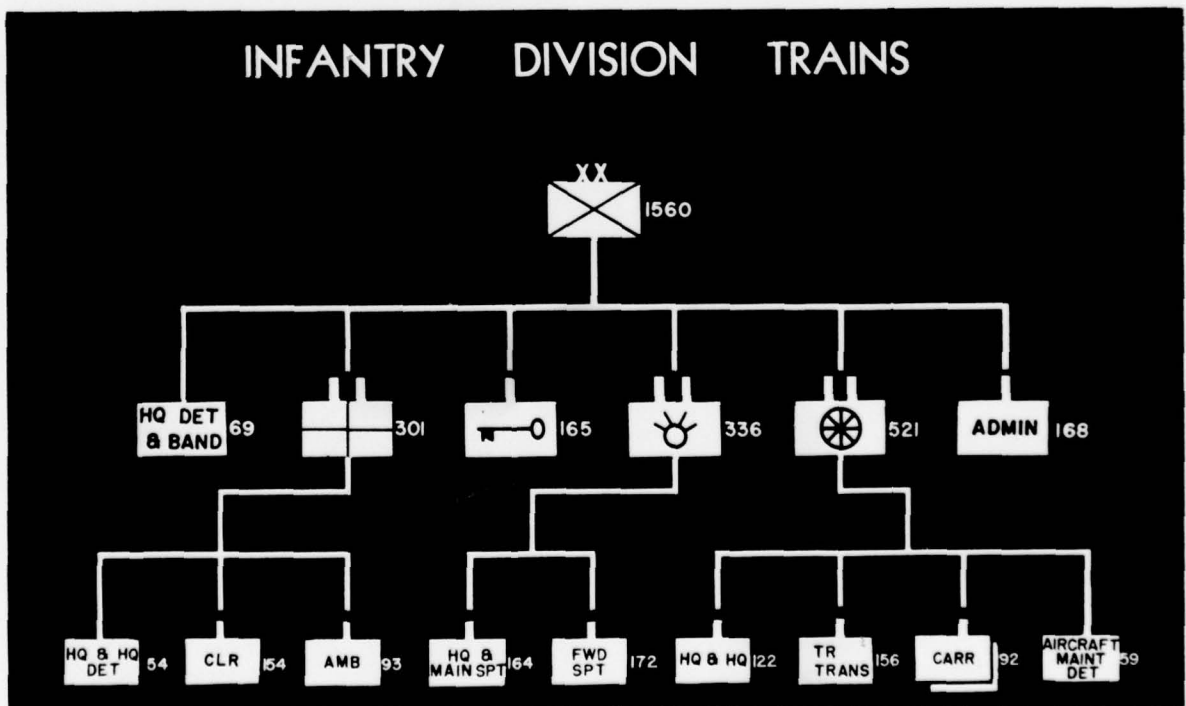 INFANTRY DIVISION TRAINS
XX
1560
HQ DET
& BAND
69
301
165
336
521
ADMIN
168
HQ & HQ
DET
54
CLR
154
AMB
93
HQ &
MAIN SPT
164
FWD
SPT
172
HQ & HQ
122
TR
TRANS
156
CARR
92
AIRCRAFT
MAINT
DET
59